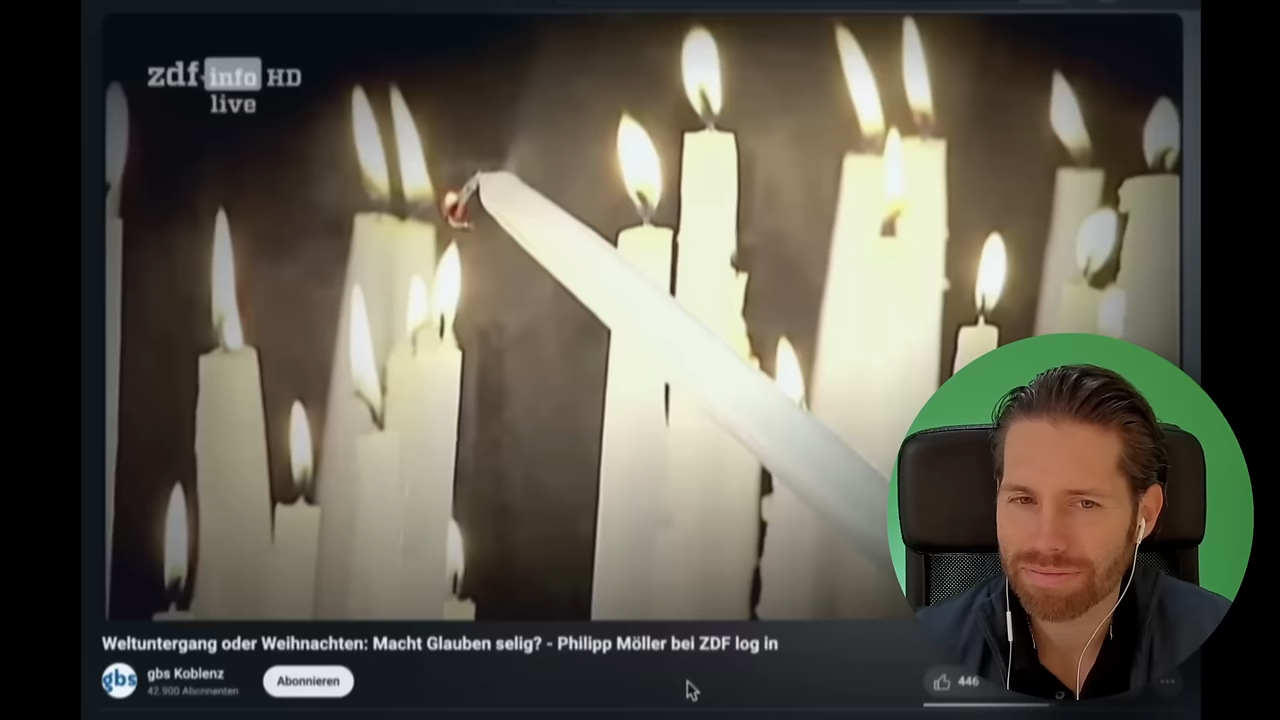 zdf info HD
live
Weltuntergang oder Weihnachten: Macht Glauben selig? - Philipp Möller bei ZDF log in
gbs
gbs Koblenz
42.900 Abonnenten
Abonnieren
446